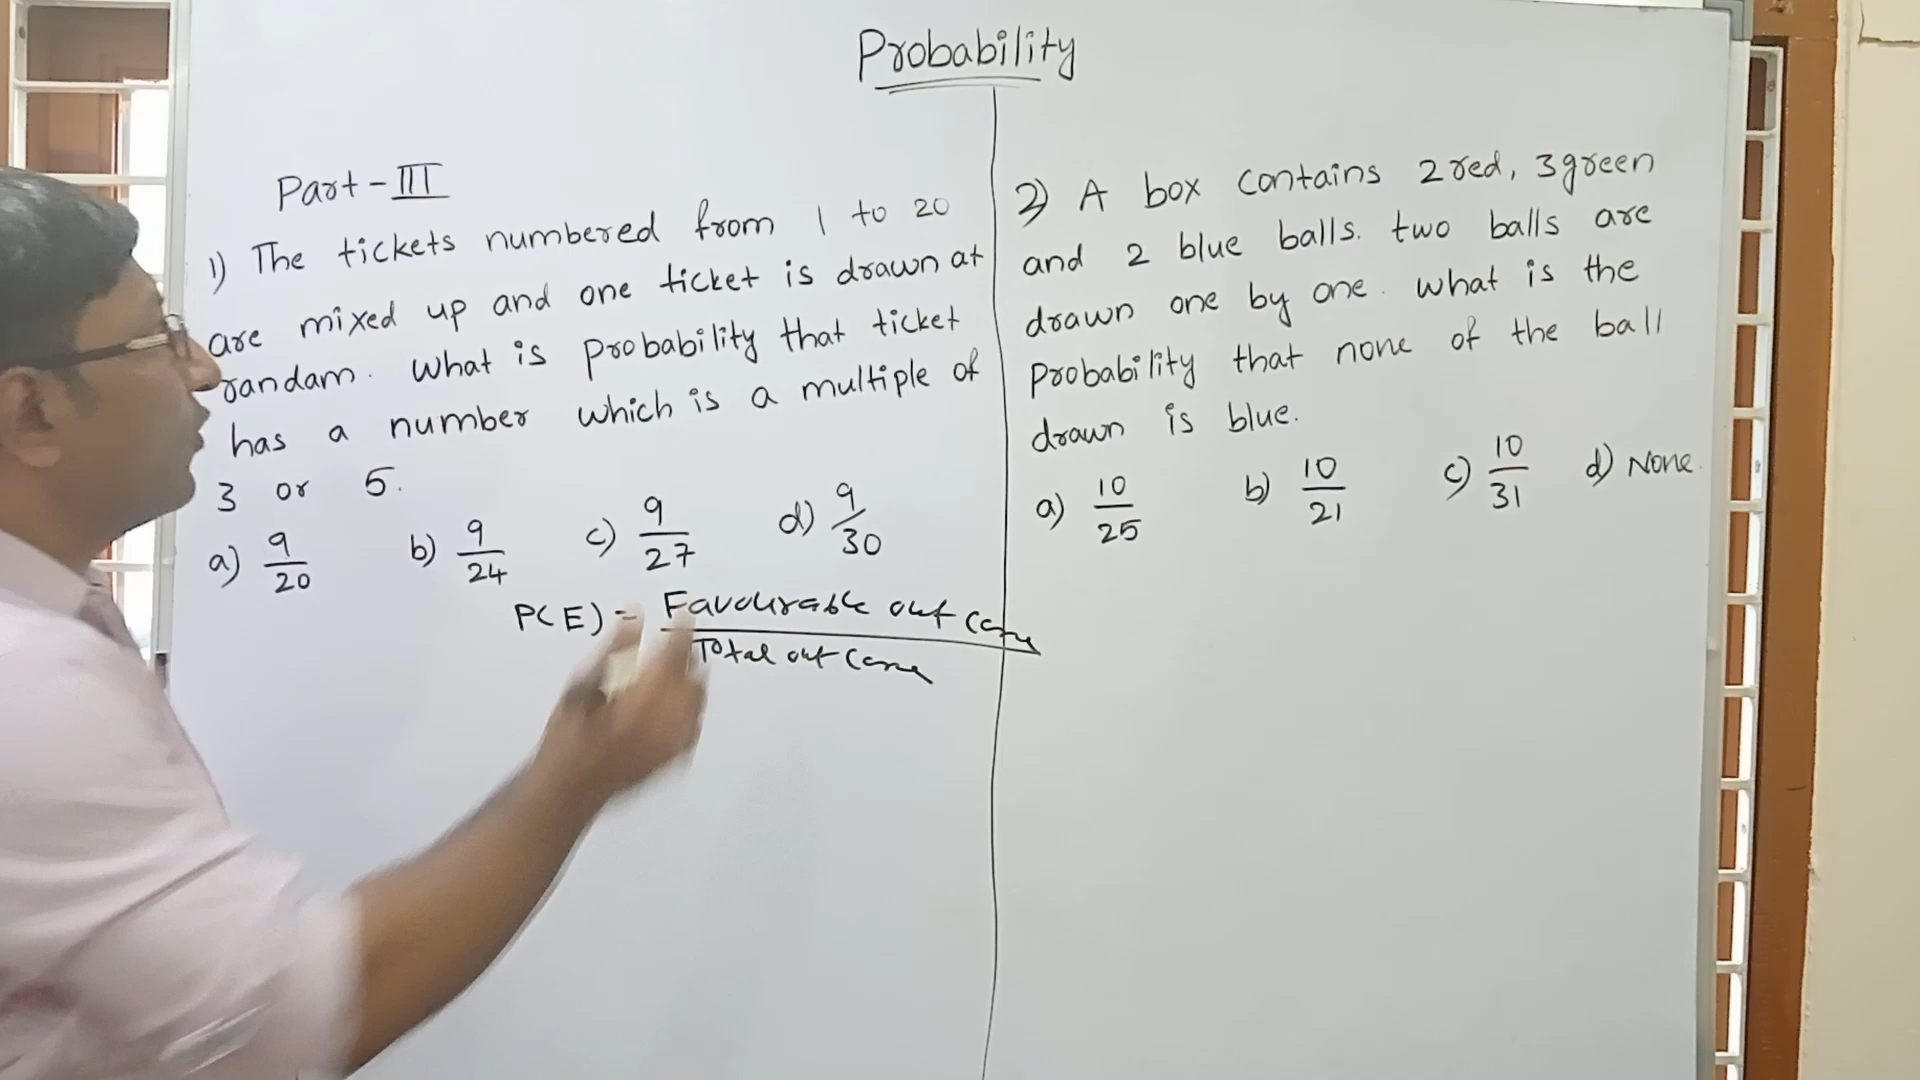 Probability
Part - III
1) The tickets numbered from 1 to 20
are mixed up and one ticket is drawn at
randam. What is probability that ticket
has a number which is a multiple of
3 or 5.
a) 9/20 b) 9/24 c) 9/27 d) 9/30
P(E) = Favourable out come
Total out come
2) A box contains 2 red, 3 green
and 2 blue balls. two balls are
drawn one by one. What is the
probability that none of the ball
drawn is blue.
a) 10/25 b) 10/21 c) 10/31 d) None.